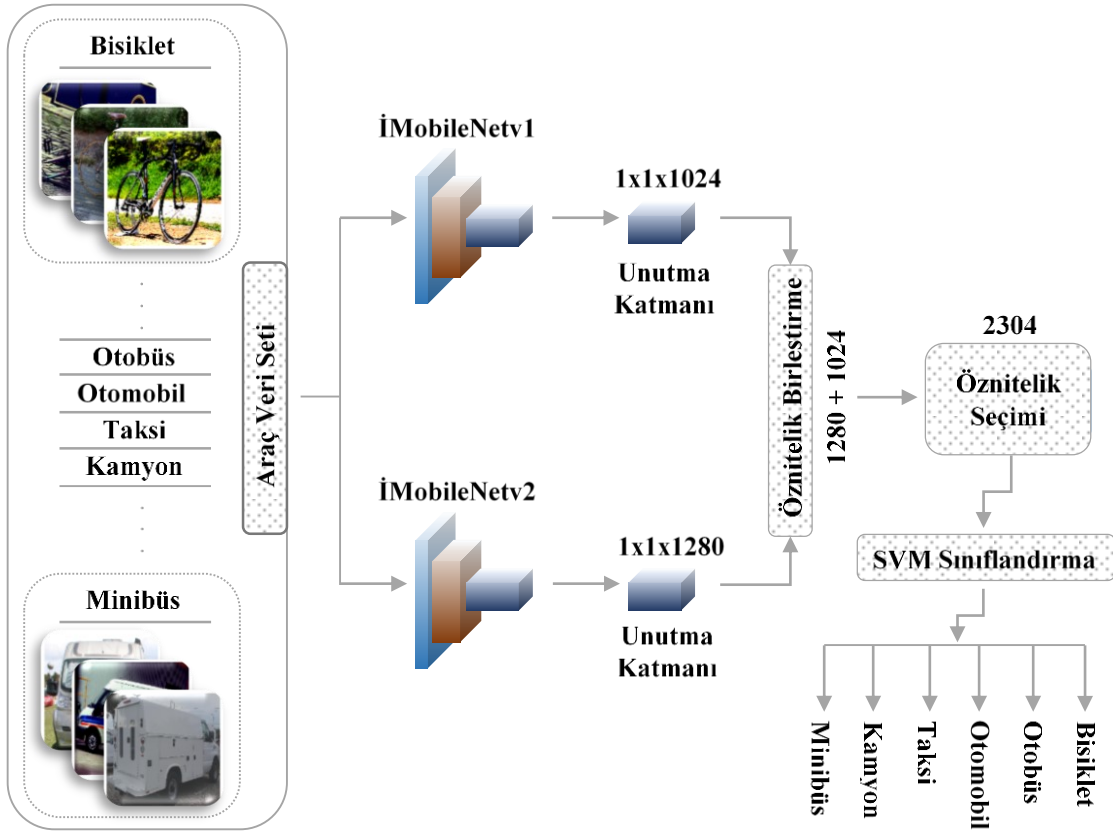 Bisiklet
Otobüs
Otomobil
Taksi
Kamyon
Minibüs
Araç Veri Seti
İMobileNetv1
1x1x1024
Unutma
Katmanı
İMobileNetv2
1x1x1280
Unutma
Katmanı
Öznitelik Birleştirme
1280 + 1024
2304
Öznitelik
Seçimi
SVM Sınıflandırma
Minibüs
Kamyon
Taksi
Otomobil
Otobüs
Bisiklet